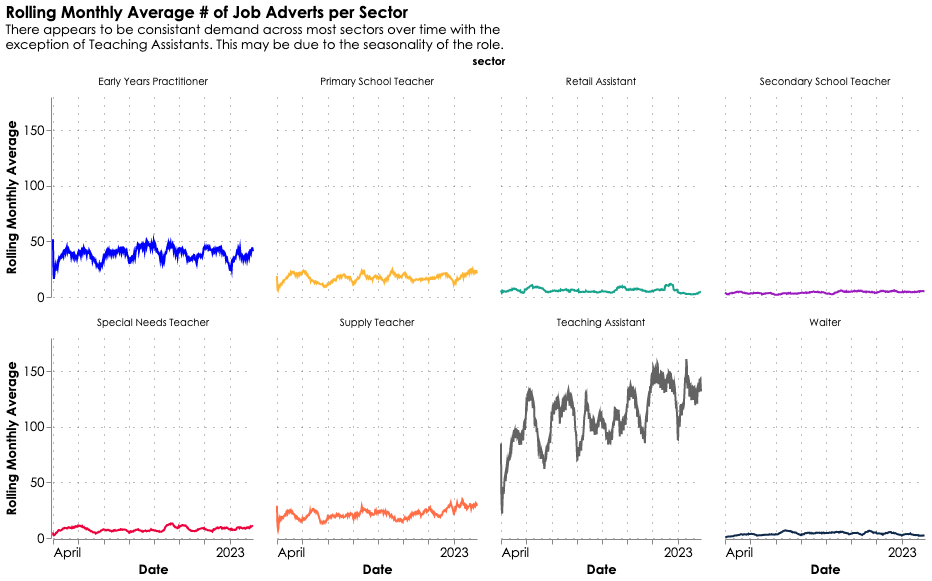 Rolling Monthly Average # of Job Adverts per Sector
There appears to be consistant demand across most sectors over time with the
exception of Teaching Assistants. This may be due to the seasonality of the role.
sector
Early Years Practitioner Primary School Teacher Retail Assistant Secondary School Teacher
Rolling Monthly Average
150
100
50
0
Special Needs Teacher Supply Teacher Teaching Assistant Waiter
Rolling Monthly Average
150
100
50
0
April 2023 April 2023 April 2023 April 2023
Date Date Date Date